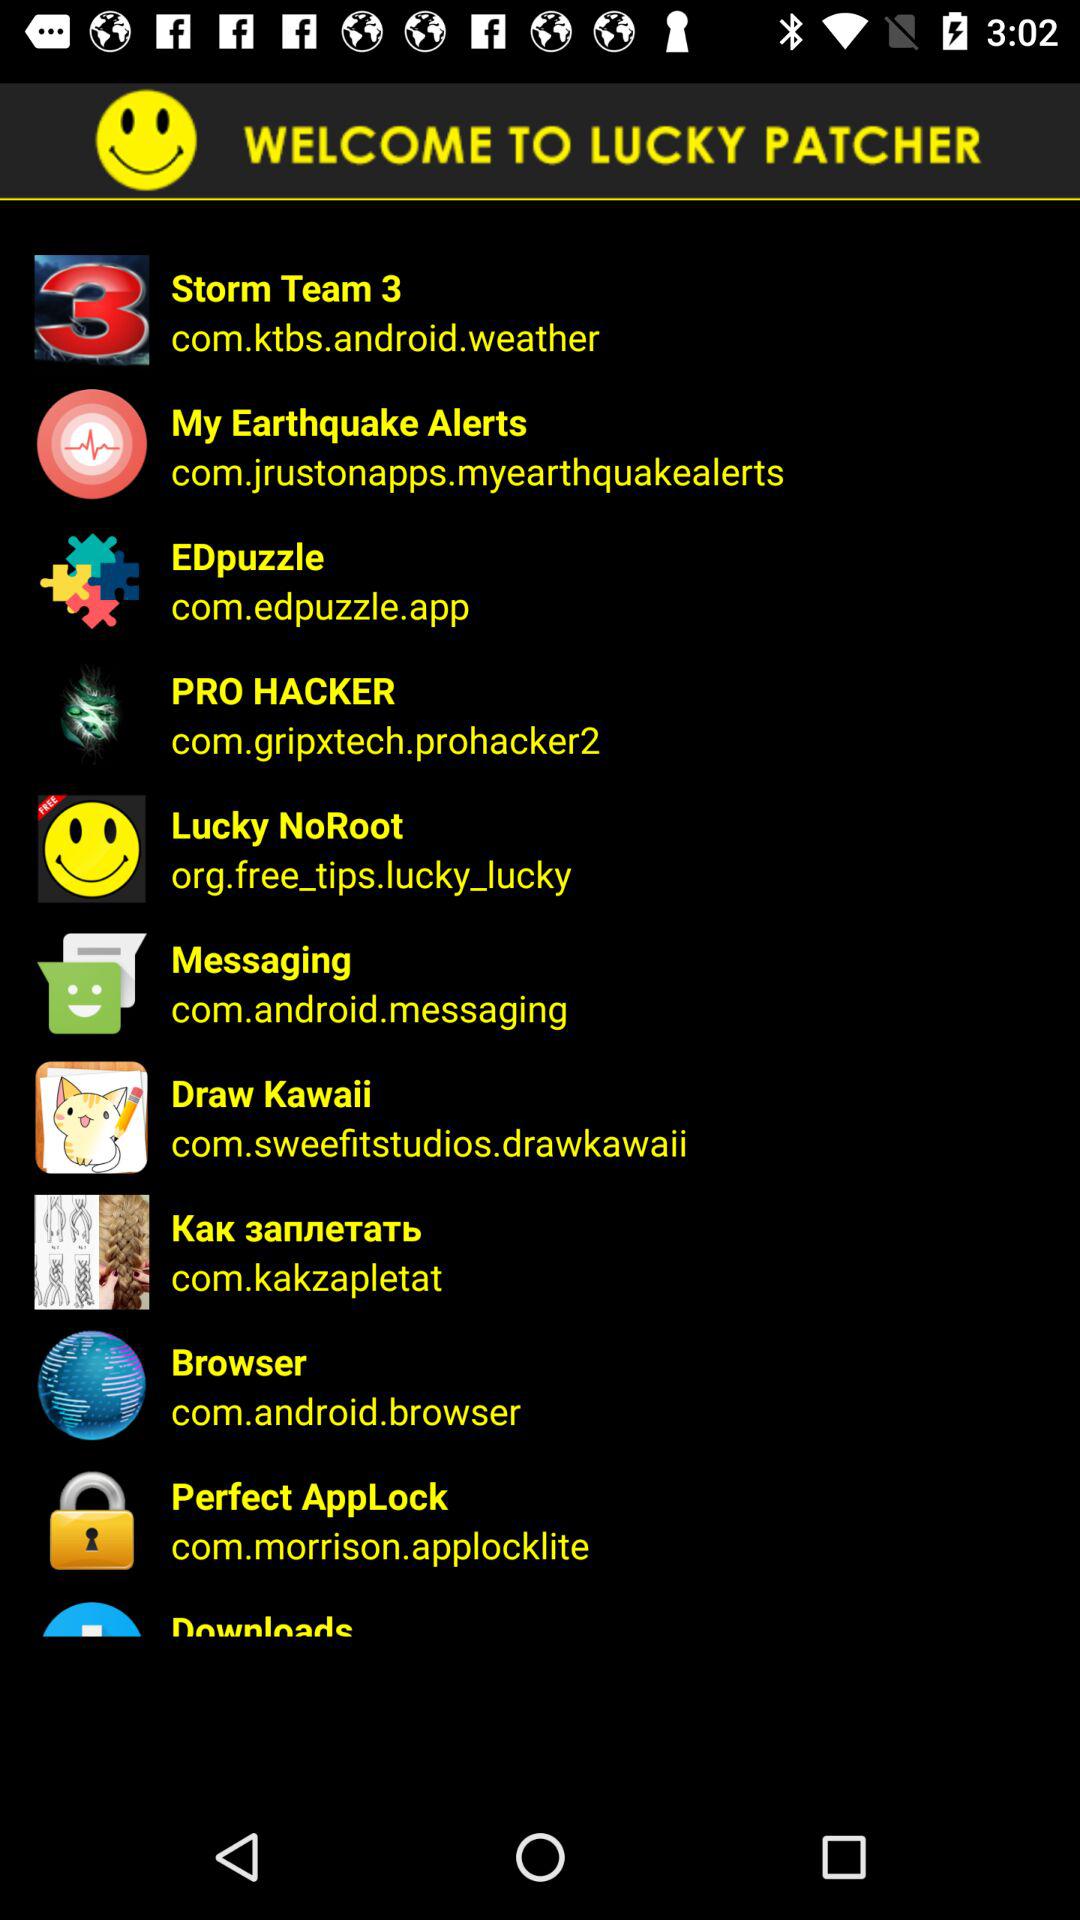 3:02
WELCOME TO LUCKY PATCHER
3
Storm Team 3
com.ktbs.android.weather
My Earthquake Alerts
com.jrustonapps.myearthquakealerts
EDpuzzle
com.edpuzzle.app
PRO HACKER
com.gripxtech.prohacker2
FREE
Lucky NoRoot
org.free_tips.lucky_lucky
Messaging
com.android.messaging
Draw Kawaii
com.sweefitstudios.drawkawaii
Как заплетать
com.kakzapletat
Browser
com.android.browser
Perfect AppLock
com.morrison.applocklite
Downloads